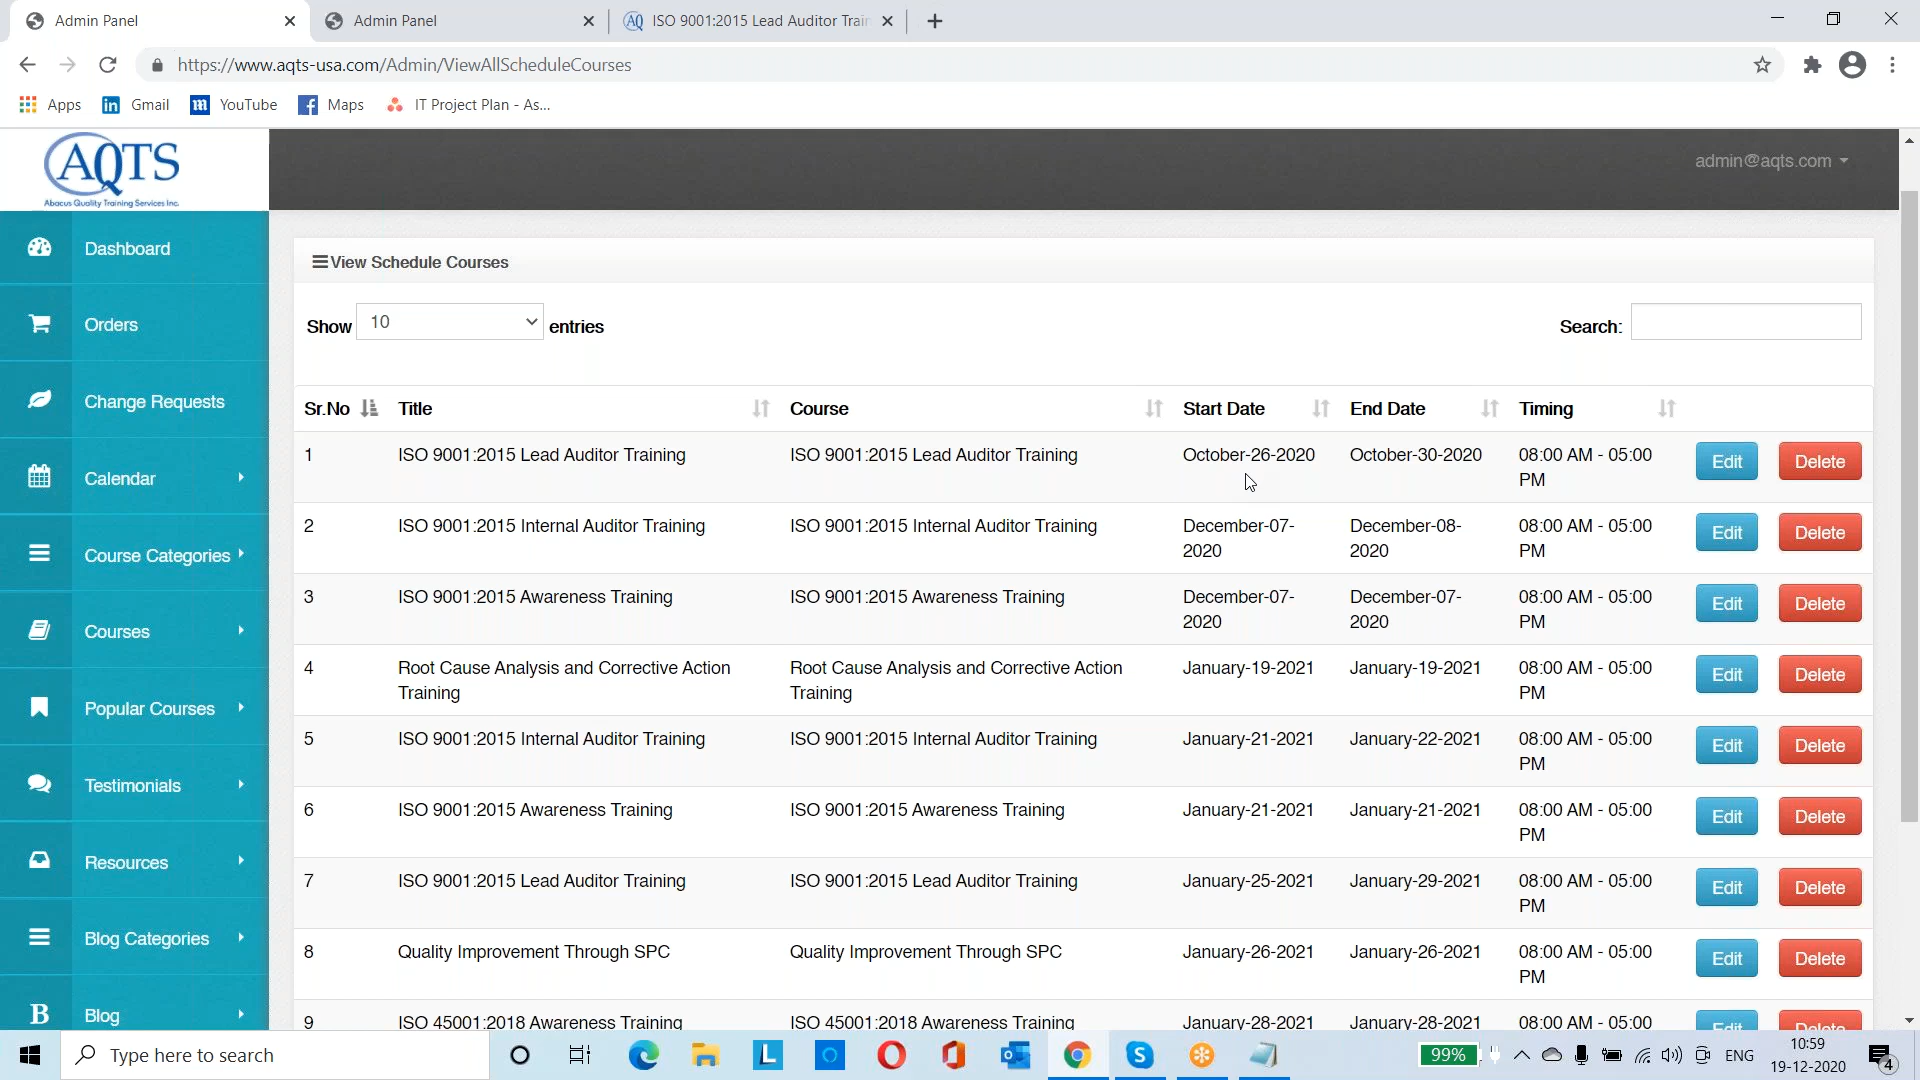 Admin Panel
Admin Panel
AQ ISO 9001:2015 Lead Auditor Train
https://www.aqts-usa.com/Admin/ViewAllScheduleCourses
Apps
Gmail
YouTube
Maps
IT Project Plan - As...
AQTS
Abacus Quality Training Services Inc.
admin@aqts.com
Dashboard
Orders
Change Requests
Calendar
Course Categories
Courses
Popular Courses
Testimonials
Resources
Blog Categories
B Blog
View Schedule Courses
Show 10 entries
Search:
Sr.No Title Course Start Date End Date Timing
1 ISO 9001:2015 Lead Auditor Training ISO 9001:2015 Lead Auditor Training October-26-2020 October-30-2020 08:00 AM - 05:00 Edit Delete
PM
2 ISO 9001:2015 Internal Auditor Training ISO 9001:2015 Internal Auditor Training December-07- December-08- 08:00 AM - 05:00 Edit Delete
2020 2020 PM
3 ISO 9001:2015 Awareness Training ISO 9001:2015 Awareness Training December-07- December-07- 08:00 AM - 05:00 Edit Delete
2020 2020 PM
4 Root Cause Analysis and Corrective Action Root Cause Analysis and Corrective Action January-19-2021 January-19-2021 08:00 AM - 05:00 Edit Delete
Training Training PM
5 ISO 9001:2015 Internal Auditor Training ISO 9001:2015 Internal Auditor Training January-21-2021 January-22-2021 08:00 AM - 05:00 Edit Delete
PM
6 ISO 9001:2015 Awareness Training ISO 9001:2015 Awareness Training January-21-2021 January-21-2021 08:00 AM - 05:00 Edit Delete
PM
7 ISO 9001:2015 Lead Auditor Training ISO 9001:2015 Lead Auditor Training January-25-2021 January-29-2021 08:00 AM - 05:00 Edit Delete
PM
8 Quality Improvement Through SPC Quality Improvement Through SPC January-26-2021 January-26-2021 08:00 AM - 05:00 Edit Delete
PM
9 ISO 45001:2018 Awareness Training ISO 45001:2018 Awareness Training January-28-2021 January-28-2021 08:00 AM - 05:00 Edit Delete
Type here to search
99%
ENG
10:59
19-12-2020
4